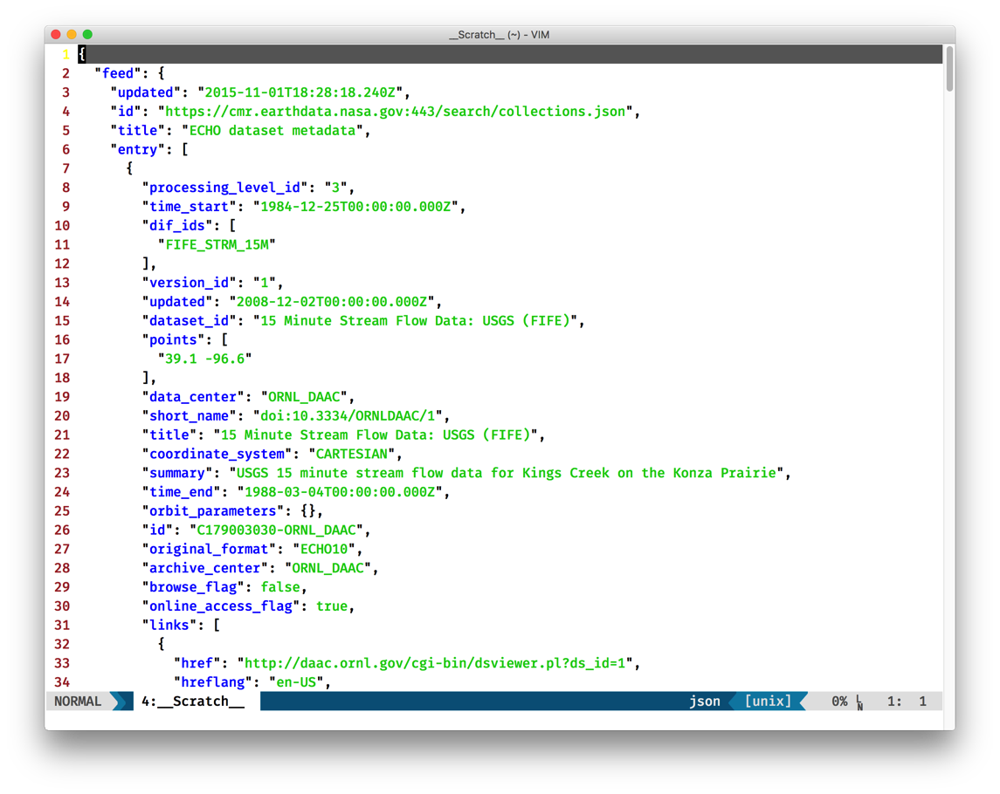 __Scratch__ (~) - VIM
1 {
2   "feed": {
3     "updated": "2015-11-01T18:28:18.240Z",
4     "id": "https://cmr.earthdata.nasa.gov:443/search/collections.json",
5     "title": "ECHO dataset metadata",
6     "entry": [
7       {
8         "processing_level_id": "3",
9         "time_start": "1984-12-25T00:00:00.000Z",
10         "dif_ids": [
11           "FIFE_STRM_15M"
12         ],
13         "version_id": "1",
14         "updated": "2008-12-02T00:00:00.000Z",
15         "dataset_id": "15 Minute Stream Flow Data: USGS (FIFE)",
16         "points": [
17           "39.1 -96.6"
18         ],
19         "data_center": "ORNL_DAAC",
20         "short_name": "doi:10.3334/ORNLDAAC/1",
21         "title": "15 Minute Stream Flow Data: USGS (FIFE)",
22         "coordinate_system": "CARTESIAN",
23         "summary": "USGS 15 minute stream flow data for Kings Creek on the Konza Prairie",
24         "time_end": "1988-03-04T00:00:00.000Z",
25         "orbit_parameters": {},
26         "id": "C179003030-ORNL_DAAC",
27         "original_format": "ECHO10",
28         "archive_center": "ORNL_DAAC",
29         "browse_flag": false,
30         "online_access_flag": true,
31         "links": [
32           {
33             "href": "http://daac.ornl.gov/cgi-bin/dsviewer.pl?ds_id=1",
34             "hreflang": "en-US",
NORMAL 4:__Scratch__ json [unix] 0% LN 1: 1